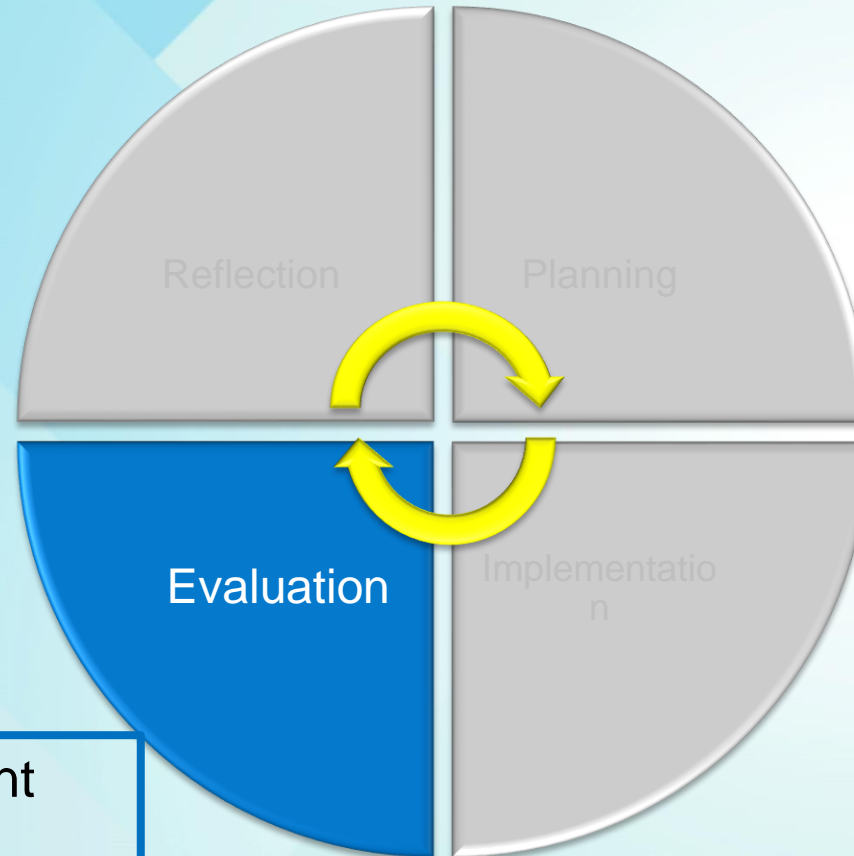 Reflection
Planning
Evaluation
Implementatio
n
nt